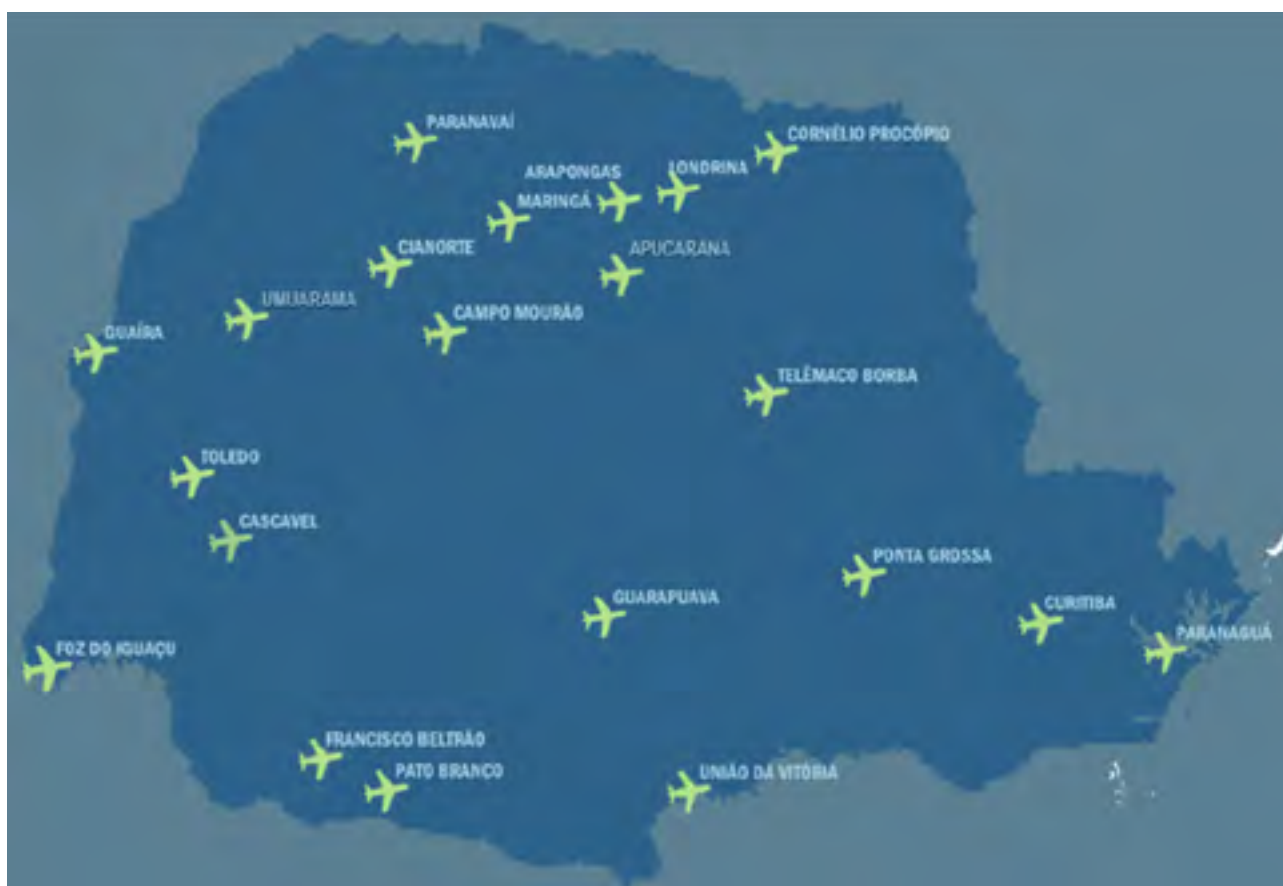 PARANAVAÍ
CORNÉLIO PROCÓPIO
ARAPONGAS
LONDRINA
MARINGÁ
CIANORTE
APUCARANA
UMUARAMA
CAMPO MOURÃO
GUAÍRA
TELÊMACO BORBA
TOLEDO
CASCAVEL
PONTA GROSSA
GUARAPUAVA
CURITIBA
PARANAGUÁ
FOZ DO IGUAÇU
FRANCISCO BELTRÃO
PATO BRANCO
UNIÃO DA VITÓRIA